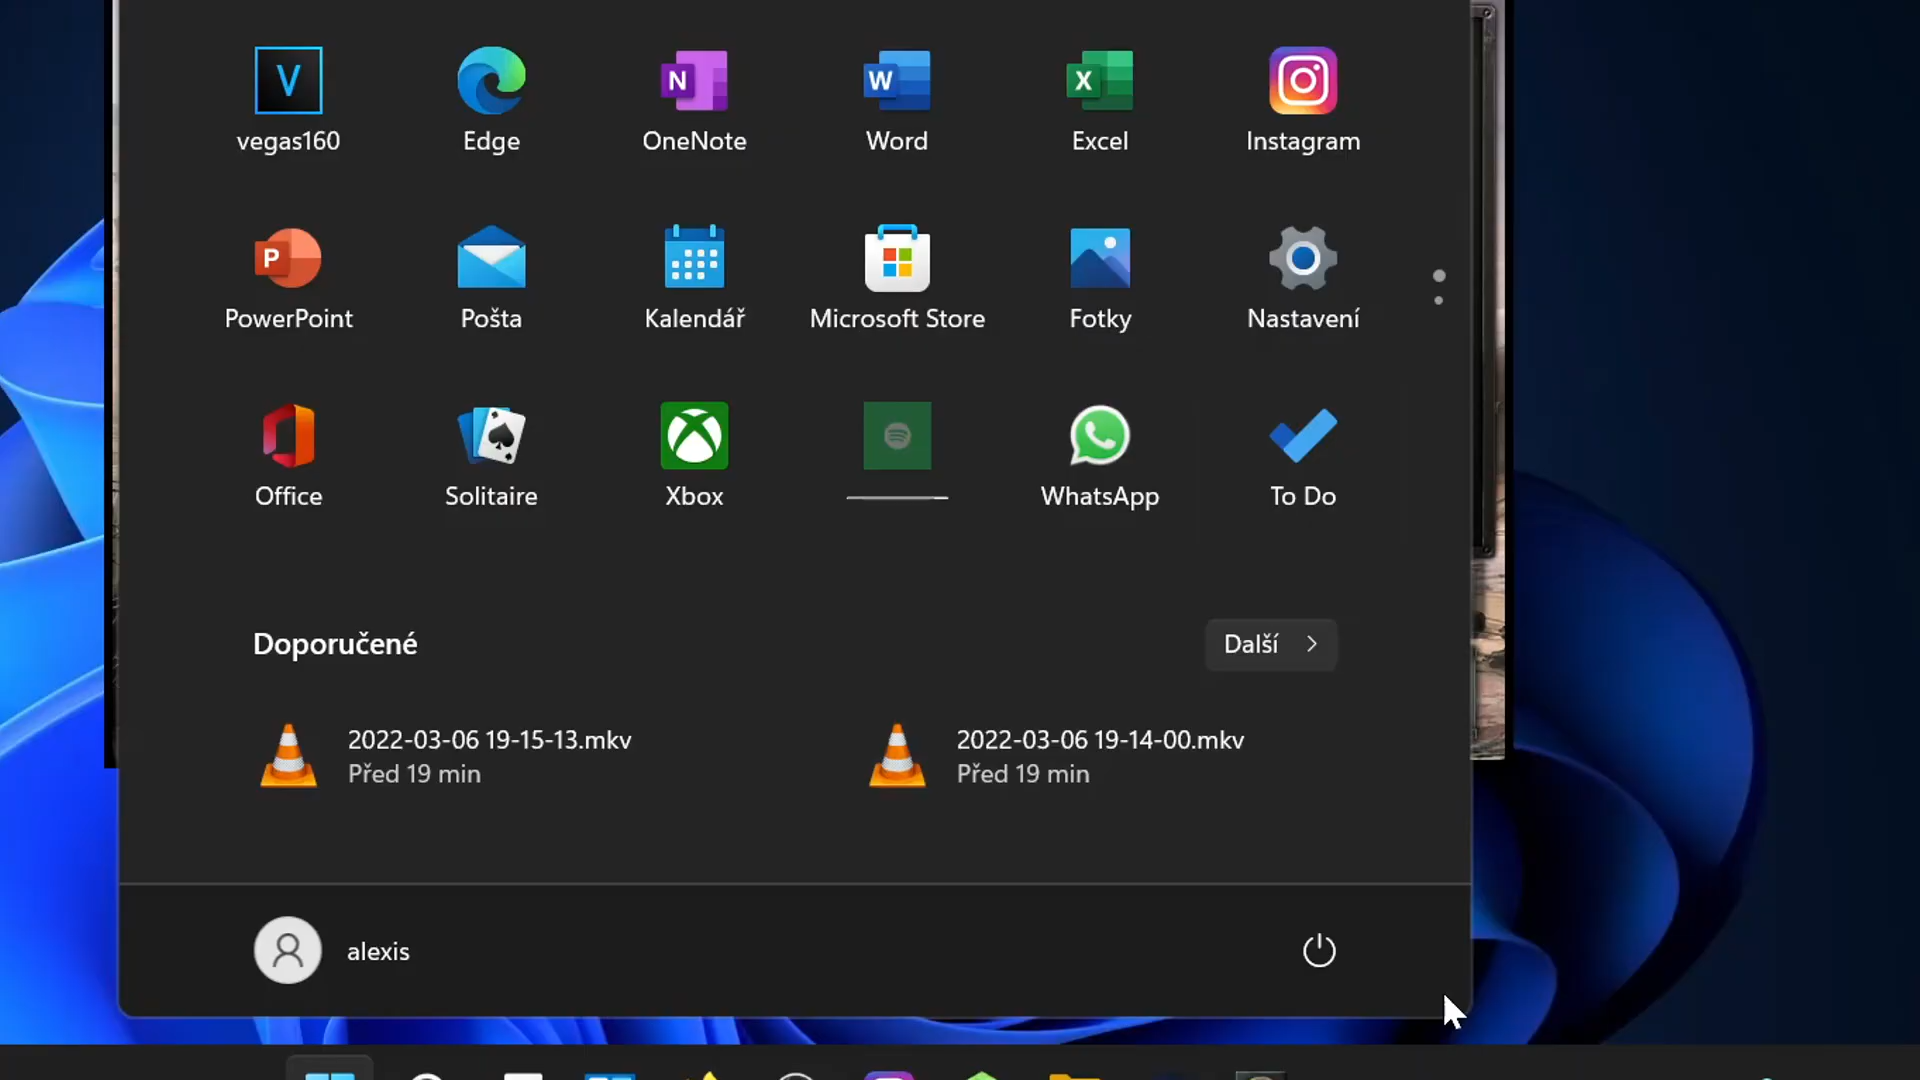 V
N
W
X
vegas160 Edge OneNote Word Excel Instagram
P
PowerPoint Pošta Kalendář Microsoft Store Fotky Nastavení
Office Solitaire Xbox WhatsApp To Do
Doporučené Další
2022-03-06 19-15-13.mkv 2022-03-06 19-14-00.mkv
Před 19 min Před 19 min
alexis